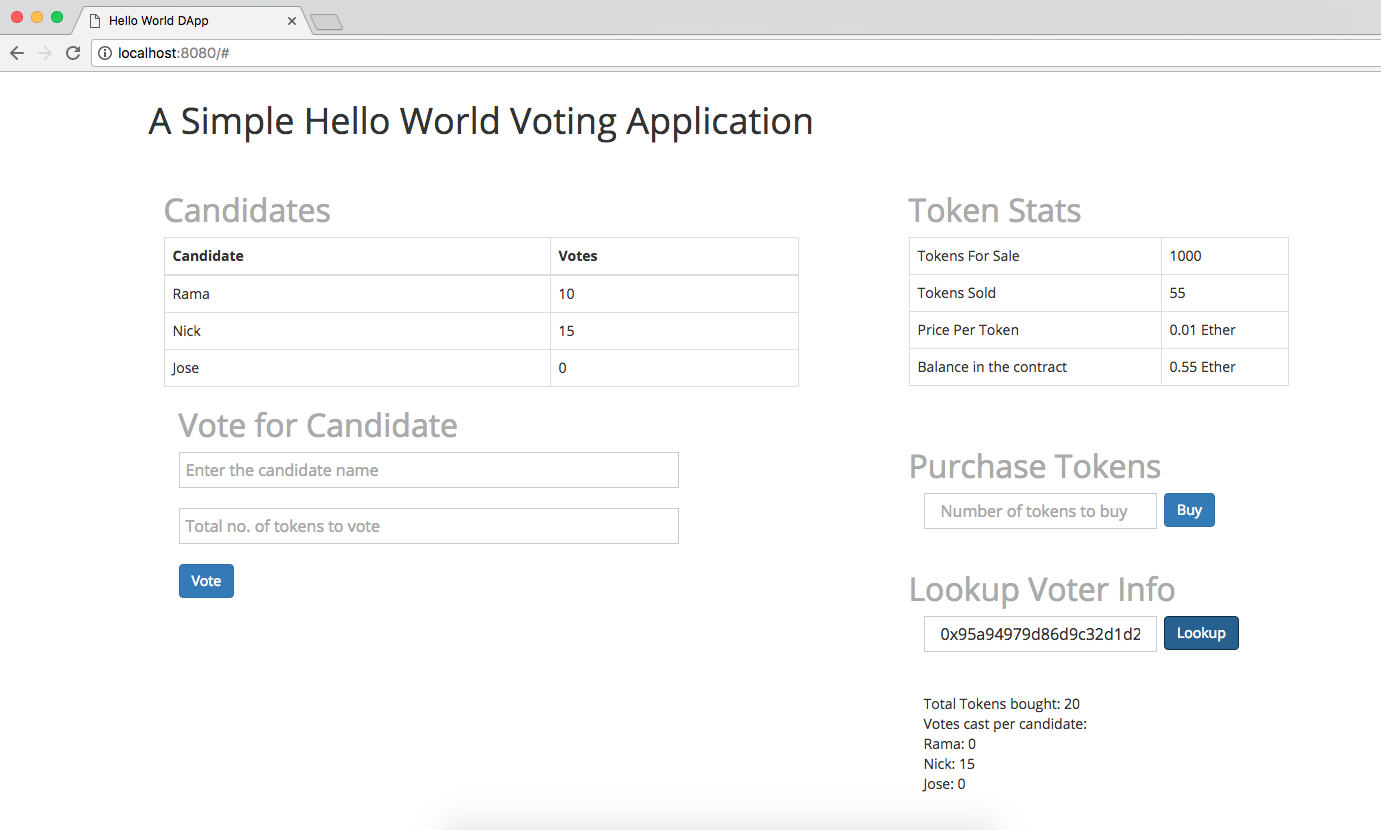 Hello World DApp
localhost:8080/#
A Simple Hello World Voting Application
Candidates
Candidate Votes
Rama 10
Nick 15
Jose 0
Vote for Candidate
Enter the candidate name
Total no. of tokens to vote
Vote
Token Stats
Tokens For Sale 1000
Tokens Sold 55
Price Per Token 0.01 Ether
Balance in the contract 0.55 Ether
Purchase Tokens
Number of tokens to buy Buy
Lookup Voter Info
0x95a94979d86d9c32d1d2 Lookup
Total Tokens bought: 20
Votes cast per candidate:
Rama: 0
Nick: 15
Jose: 0